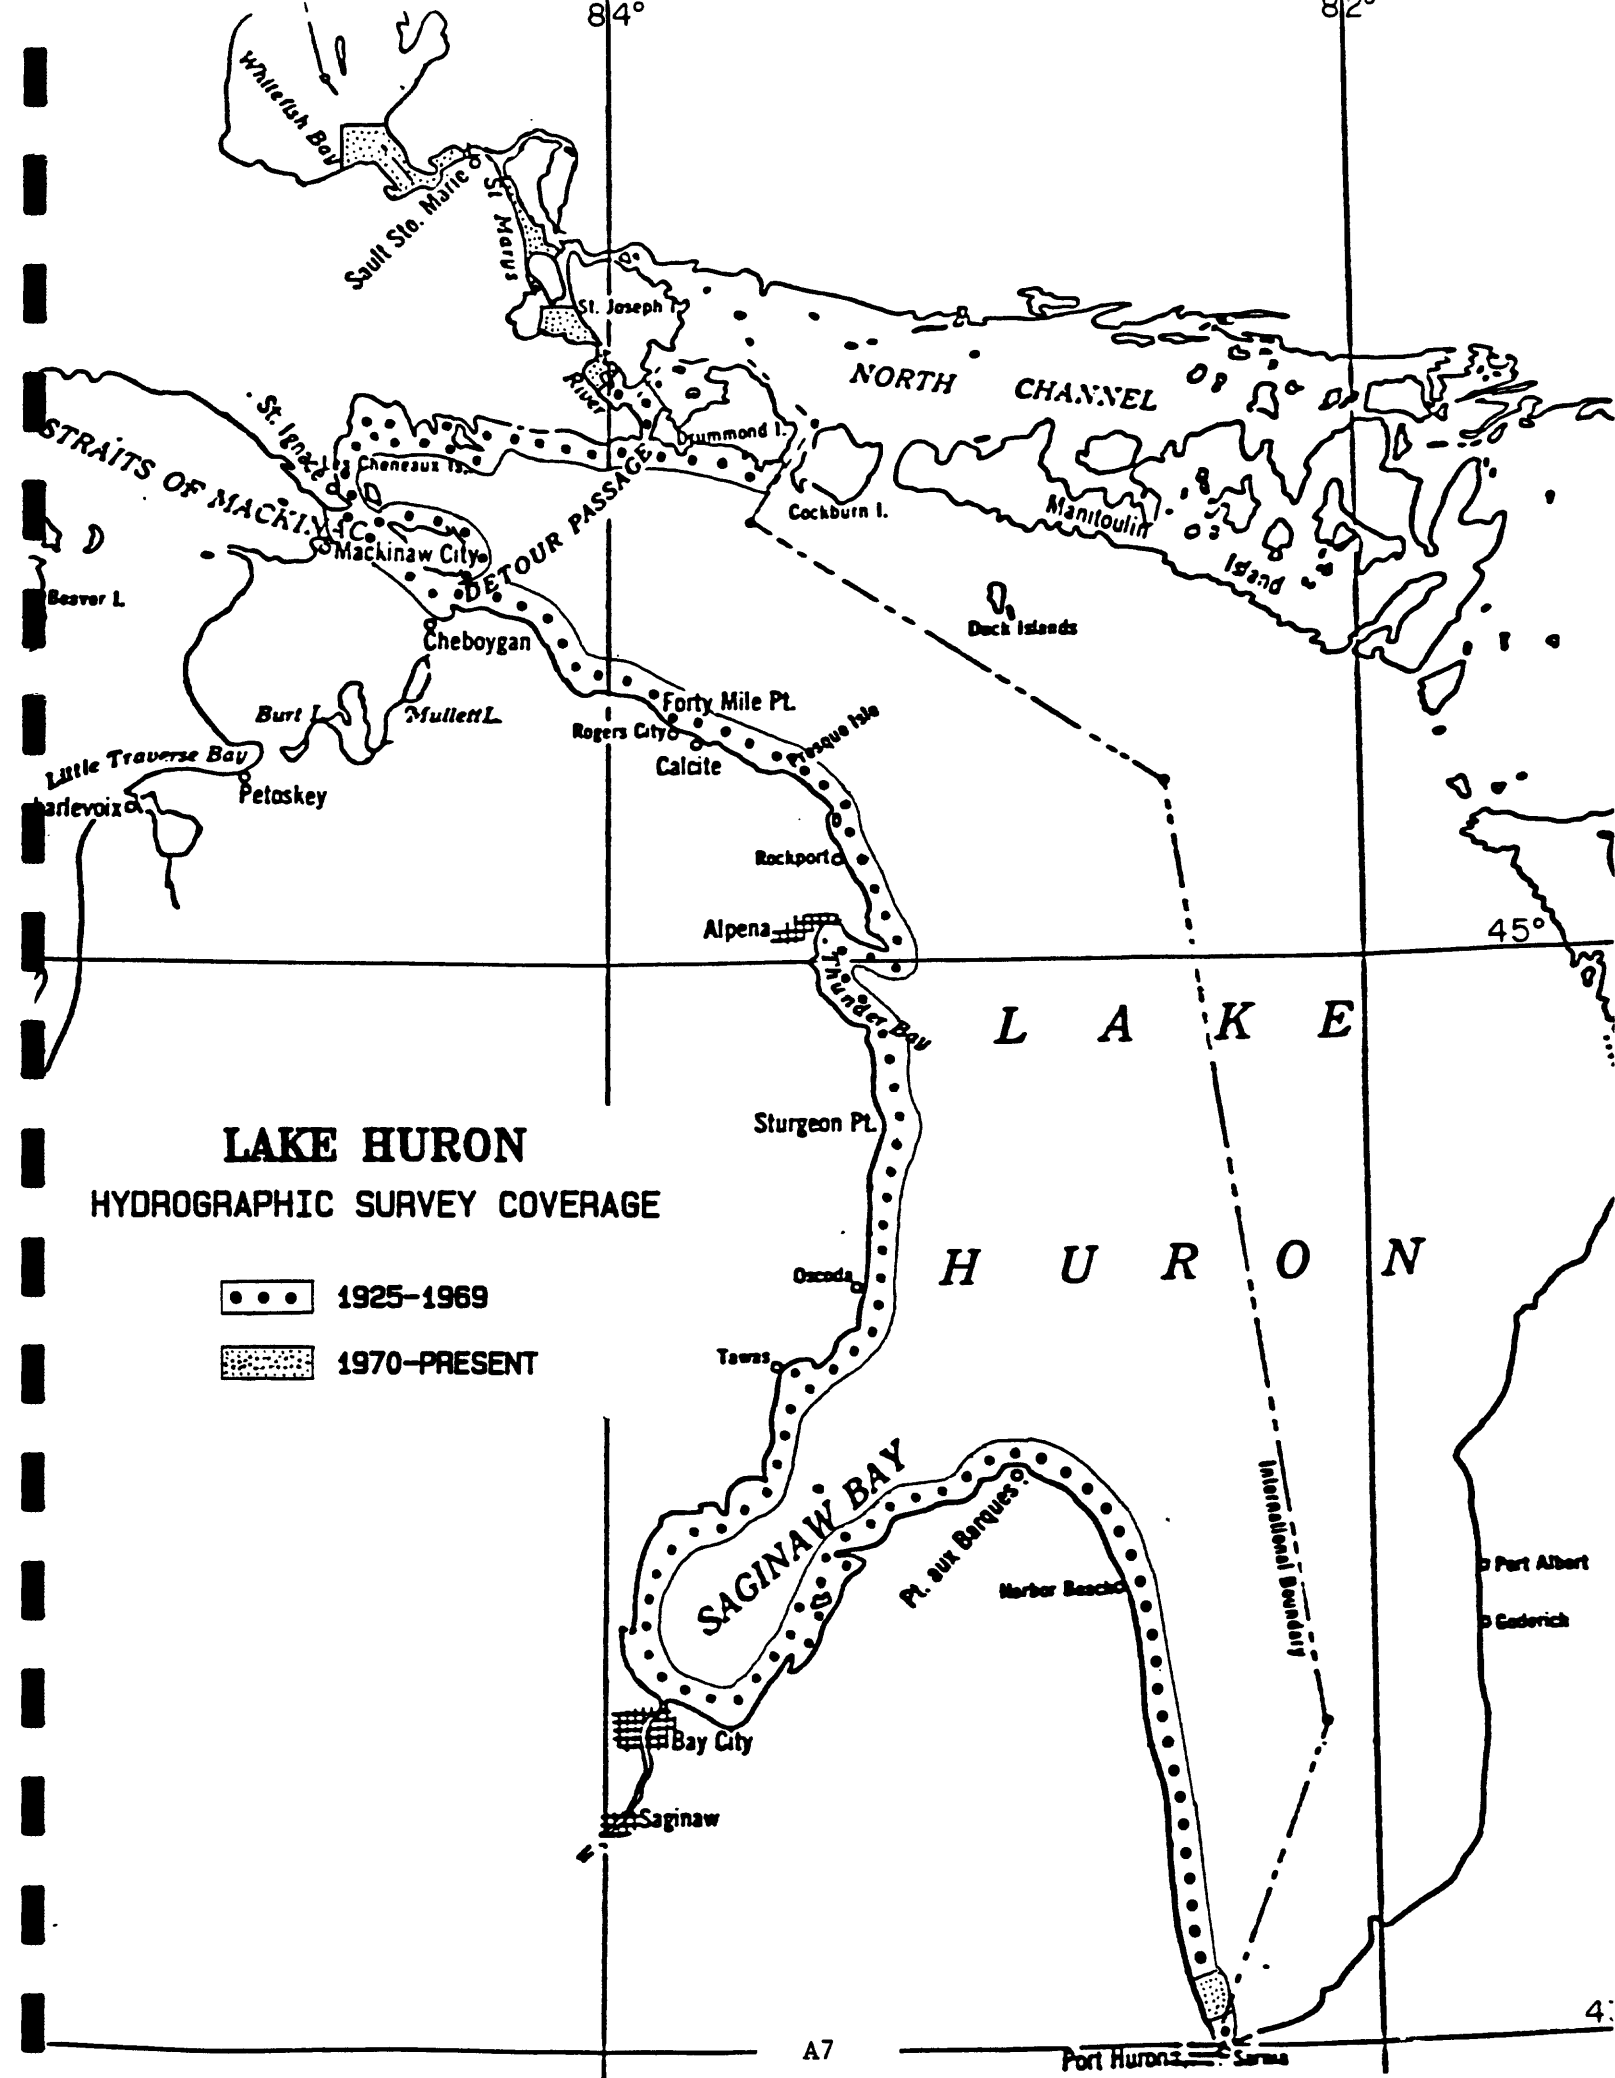 84°
82°
Whitefish Bay
Sault Ste. Marie
St Marys
River
St. Joseph I.
NORTH CHANNEL
STRAITS OF MACKINAC
St. Ignace
Les Cheneaux Is.
Drummond I.
Cockburn I.
Manitoulin
Island
Mackinaw City
DETOUR PASSAGE
Beaver I.
Duck Islands
Cheboygan
Burt L.
Mullett L.
Forty Mile Pt.
Rogers City
Calcite
Presque Isle
Little Traverse Bay
Petoskey
arlevoix
Rockport
Alpena
45°
Thunder Bay
LAKE
Sturgeon Pt.
LAKE HURON
HYDROGRAPHIC SURVEY COVERAGE
HURON
1925-1969
Oscoda
1970-PRESENT
Tawas
SAGINAW BAY
Pt. aux Barques
International Boundary
Harbor Beach
Port Albert
Goderich
Bay City
Saginaw
A7
Port Huron
Sarnia